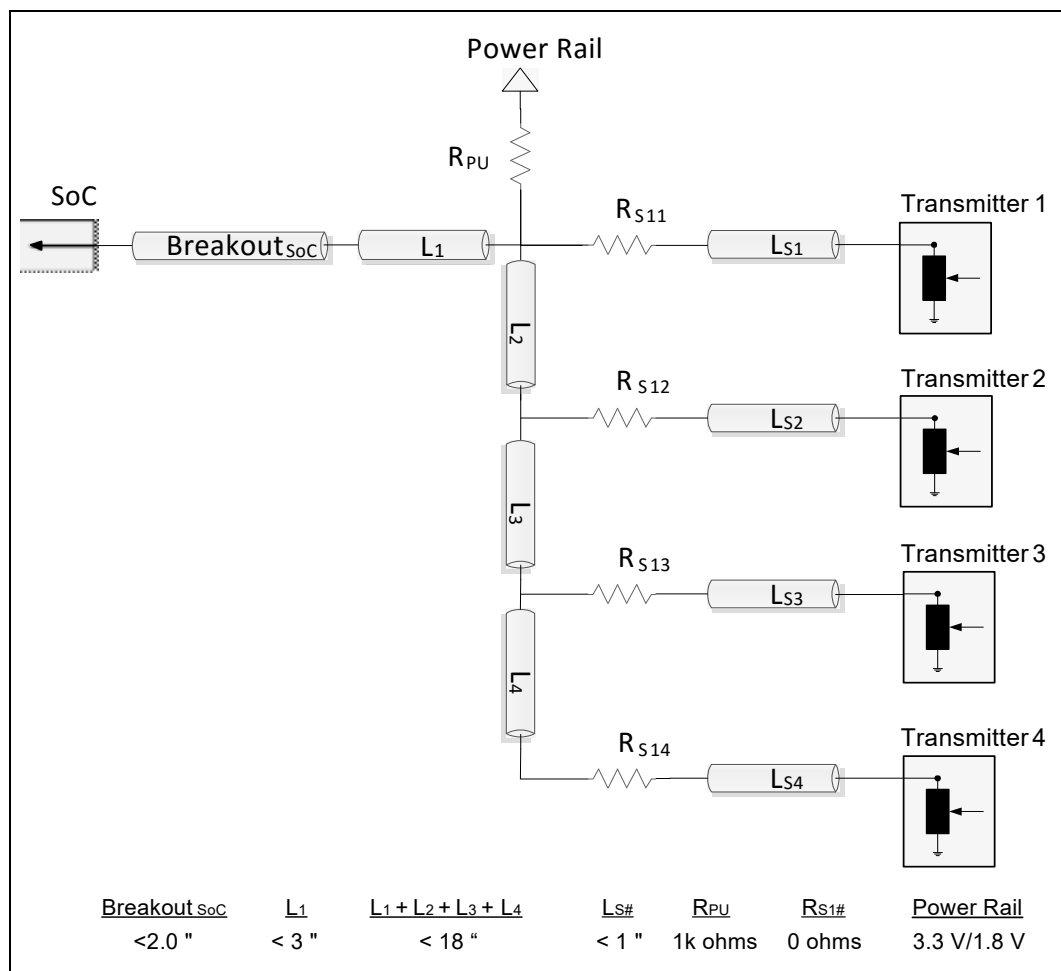 Power Rail
RPU
SoC
RS11
Transmitter 1
BreakoutSoC
L1
LS1
L2
RS12
Transmitter 2
LS2
L3
RS13
Transmitter 3
LS3
L4
RS14
Transmitter 4
LS4
Breakout SoC L1 L1 + L2 + L3 + L4 LS# RPU RS1# Power Rail
<2.0 " < 3 " < 18 “ < 1 " 1k ohms 0 ohms 3.3 V/1.8 V